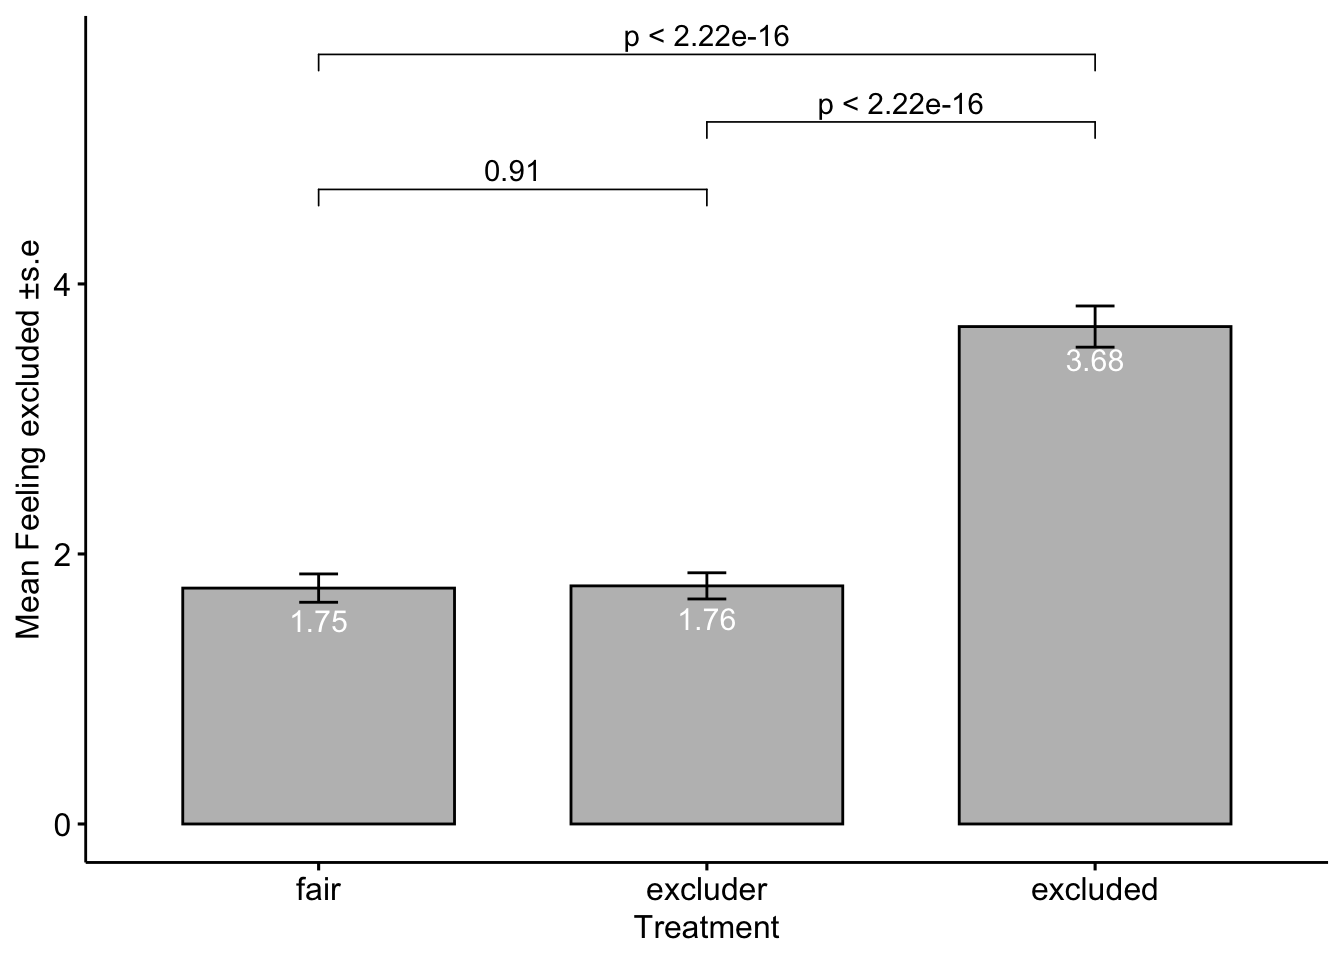 p < 2.22e-16
p < 2.22e-16
0.91
Mean Feeling excluded ±s.e
4
2
0
3.68
1.75
1.76
fair
excluder
excluded
Treatment